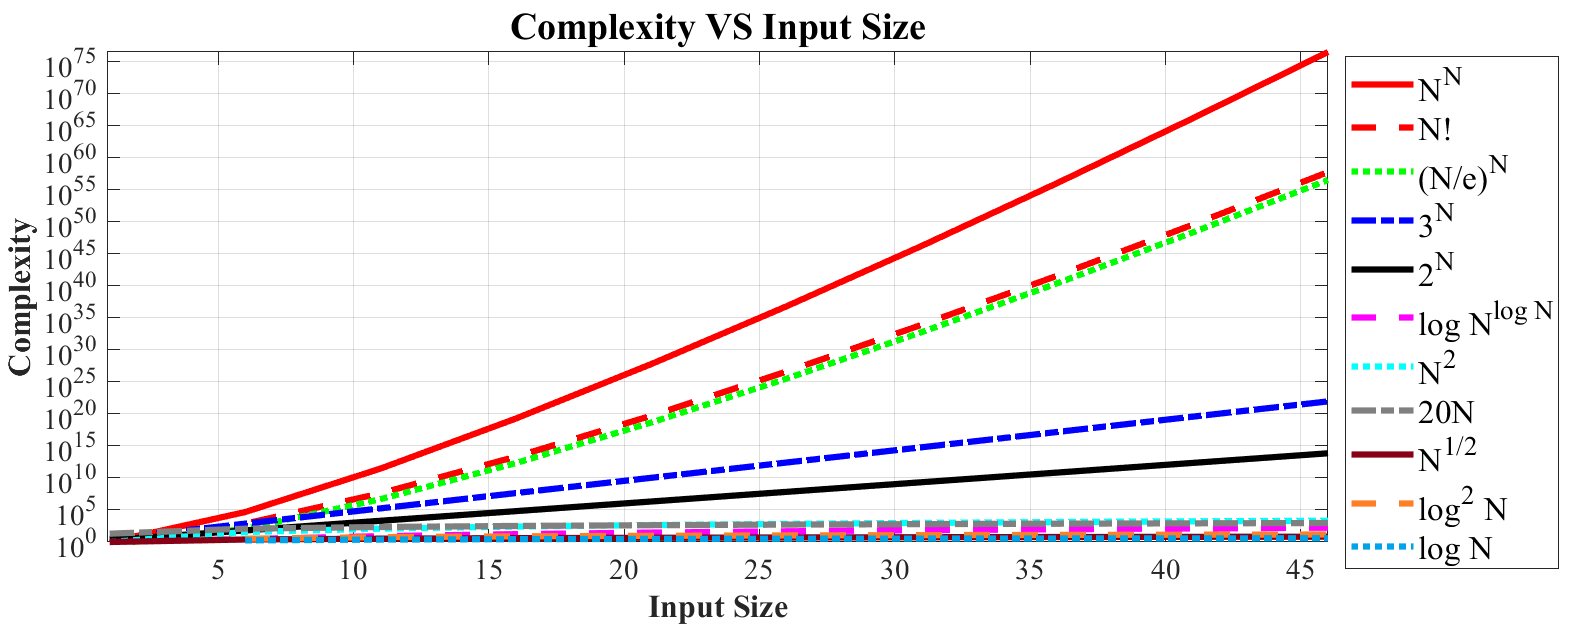 Complexity VS Input Size
Complexity
10^75
10^70
10^65
10^60
10^55
10^50
10^45
10^40
10^35
10^30
10^25
10^20
10^15
10^10
10^5
10^0
5 10 15 20 25 30 35 40 45
Input Size
N^N
N!
(N/e)^N
3^N
2^N
log N^log N
N^2
20N
N^1/2
log^2 N
log N